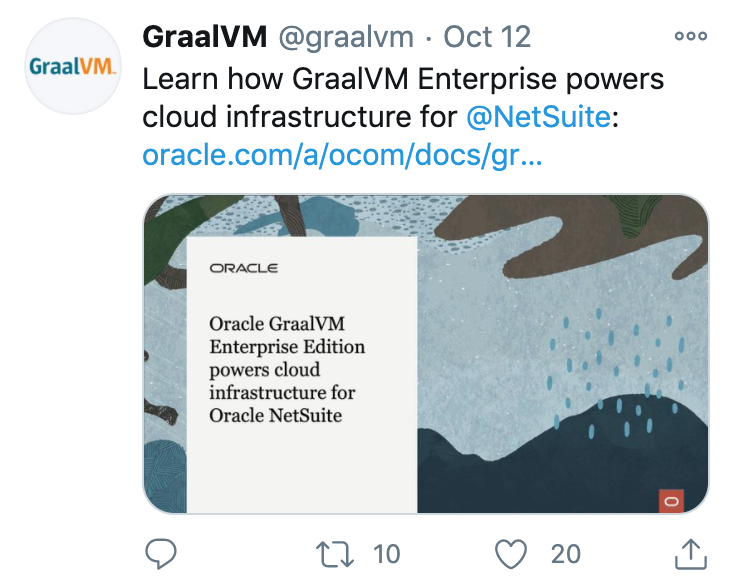 GraalVM @graalvm · Oct 12
GraalVM
Learn how GraalVM Enterprise powers
cloud infrastructure for @NetSuite:
oracle.com/a/ocom/docs/gr...
ORACLE
Oracle GraalVM
Enterprise Edition
powers cloud
infrastructure for
Oracle NetSuite
10
20